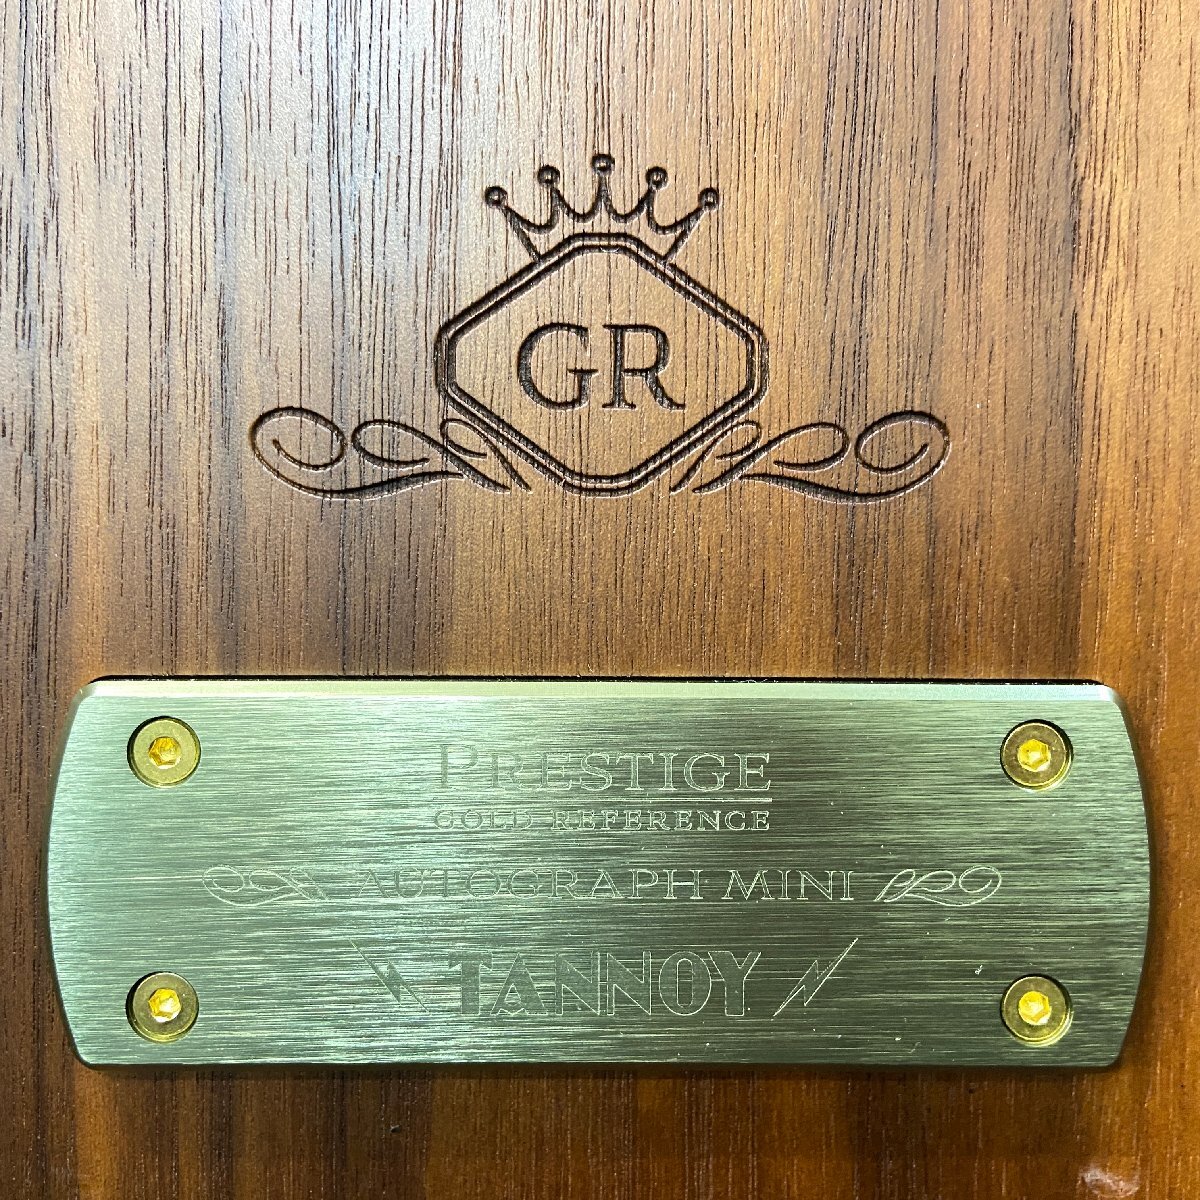 GR
PRESTIGE
GOLD REFERENCE
AUTOGRAPH MINI
TANNOY